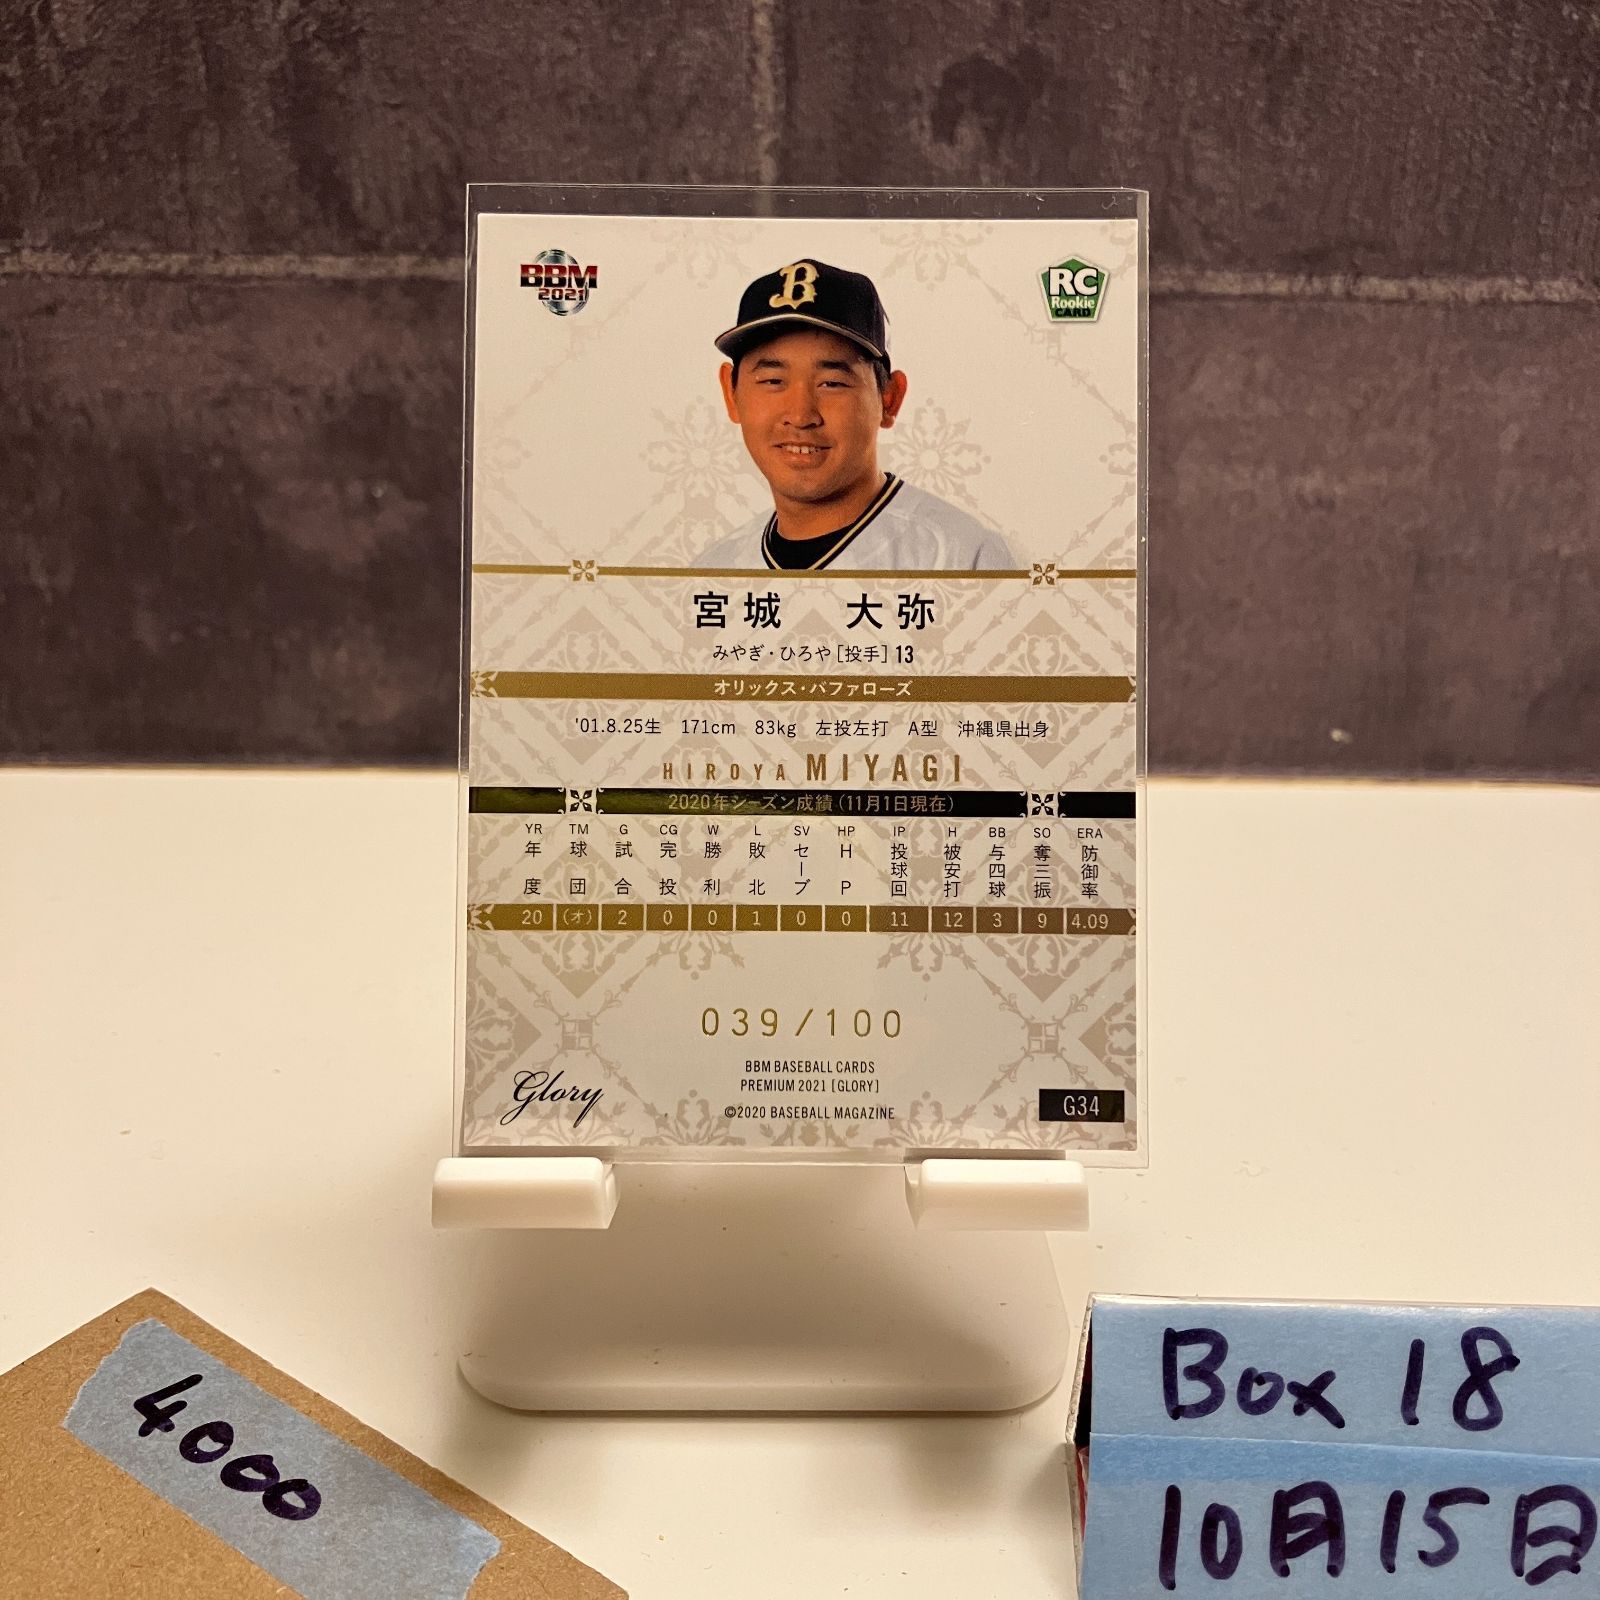 BBM
2021
B
RC
Rookie
CARD
宮城 大弥
みやぎ・ひろや[投手]13
オリックス・バファローズ
'01.8.25生 171cm 83kg 左投左打 A型 沖縄県出身
HIROYA MIYAGI
2020年シーズン成績(11月1日現在)
YR TM G CG W L SV HP IP H BB SO ERA
年度 球団 試合 完投 勝利 敗北 セーブ HP 投球回 被安打 与四球 奪三振 防御率
20 (オ) 2 0 0 1 0 0 11 12 3 9 4.09
039/100
BBM BASEBALL CARDS
PREMIUM 2021 [GLORY]
©2020 BASEBALL MAGAZINE
Glory
G34
4000
Box 18
10月15日